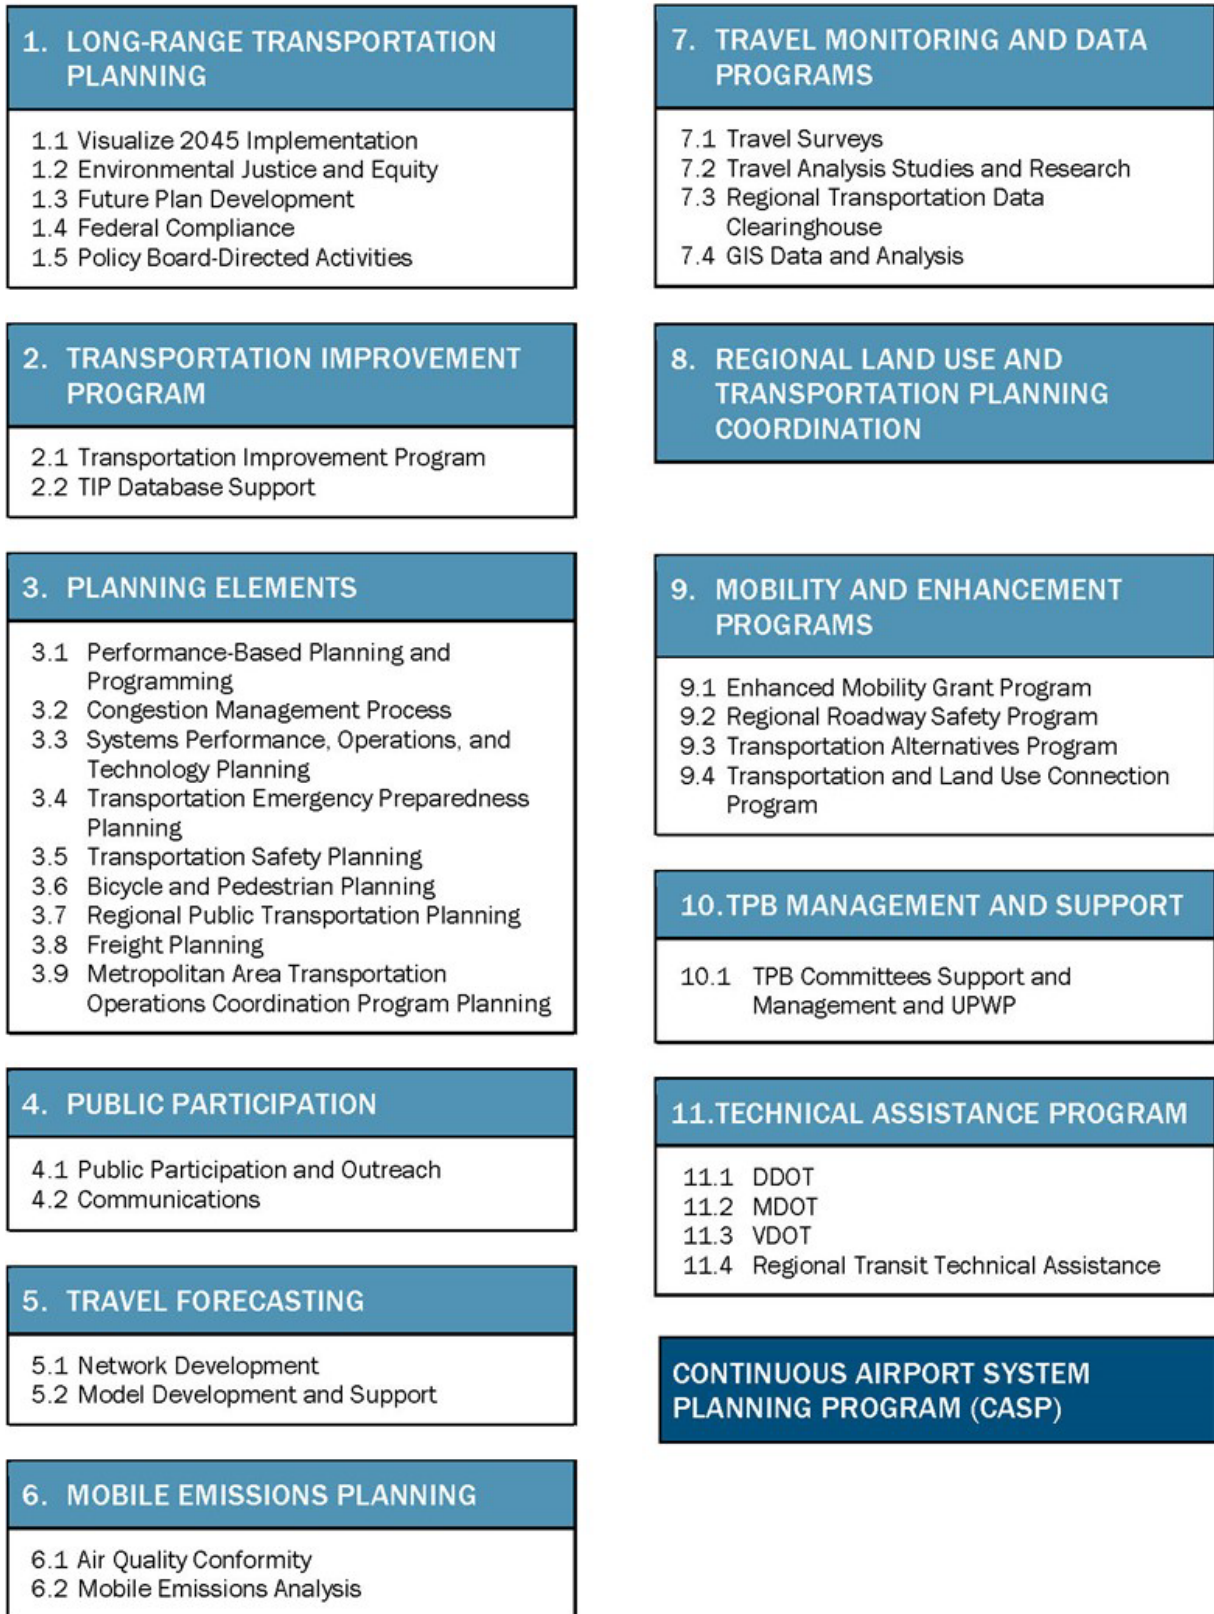 1. LONG-RANGE TRANSPORTATION
PLANNING
1.1 Visualize 2045 Implementation
1.2 Environmental Justice and Equity
1.3 Future Plan Development
1.4 Federal Compliance
1.5 Policy Board-Directed Activities
2. TRANSPORTATION IMPROVEMENT
PROGRAM
2.1 Transportation Improvement Program
2.2 TIP Database Support
3. PLANNING ELEMENTS
3.1 Performance-Based Planning and
Programming
3.2 Congestion Management Process
3.3 Systems Performance, Operations, and
Technology Planning
3.4 Transportation Emergency Preparedness
Planning
3.5 Transportation Safety Planning
3.6 Bicycle and Pedestrian Planning
3.7 Regional Public Transportation Planning
3.8 Freight Planning
3.9 Metropolitan Area Transportation
Operations Coordination Program Planning
4. PUBLIC PARTICIPATION
4.1 Public Participation and Outreach
4.2 Communications
5. TRAVEL FORECASTING
5.1 Network Development
5.2 Model Development and Support
6. MOBILE EMISSIONS PLANNING
6.1 Air Quality Conformity
6.2 Mobile Emissions Analysis
7. TRAVEL MONITORING AND DATA
PROGRAMS
7.1 Travel Surveys
7.2 Travel Analysis Studies and Research
7.3 Regional Transportation Data
Clearinghouse
7.4 GIS Data and Analysis
8. REGIONAL LAND USE AND
TRANSPORTATION PLANNING
COORDINATION
9. MOBILITY AND ENHANCEMENT
PROGRAMS
9.1 Enhanced Mobility Grant Program
9.2 Regional Roadway Safety Program
9.3 Transportation Alternatives Program
9.4 Transportation and Land Use Connection
Program
10.TPB MANAGEMENT AND SUPPORT
10.1 TPB Committees Support and
Management and UPWP
11.TECHNICAL ASSISTANCE PROGRAM
11.1 DDOT
11.2 MDOT
11.3 VDOT
11.4 Regional Transit Technical Assistance
CONTINUOUS AIRPORT SYSTEM
PLANNING PROGRAM (CASP)